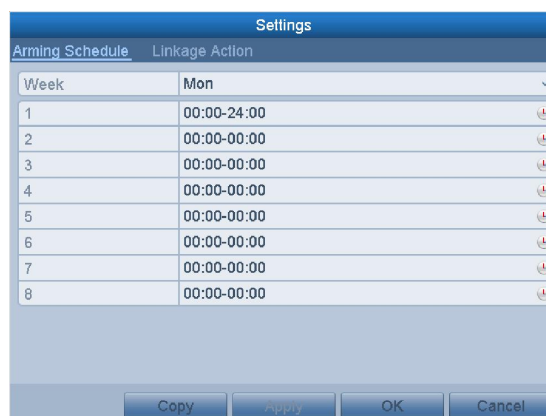 Settings
Arming Schedule Linkage Action
Week Mon
1 00:00-24:00
2 00:00-00:00
3 00:00-00:00
4 00:00-00:00
5 00:00-00:00
6 00:00-00:00
7 00:00-00:00
8 00:00-00:00
Copy Apply OK Cancel